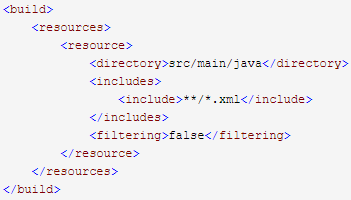 <build>
    <resources>
        <resource>
            <directory>src/main/java</directory>
            <includes>
                <include>**/*.xml</include>
            </includes>
            <filtering>false</filtering>
        </resource>
    </resources>
</build>